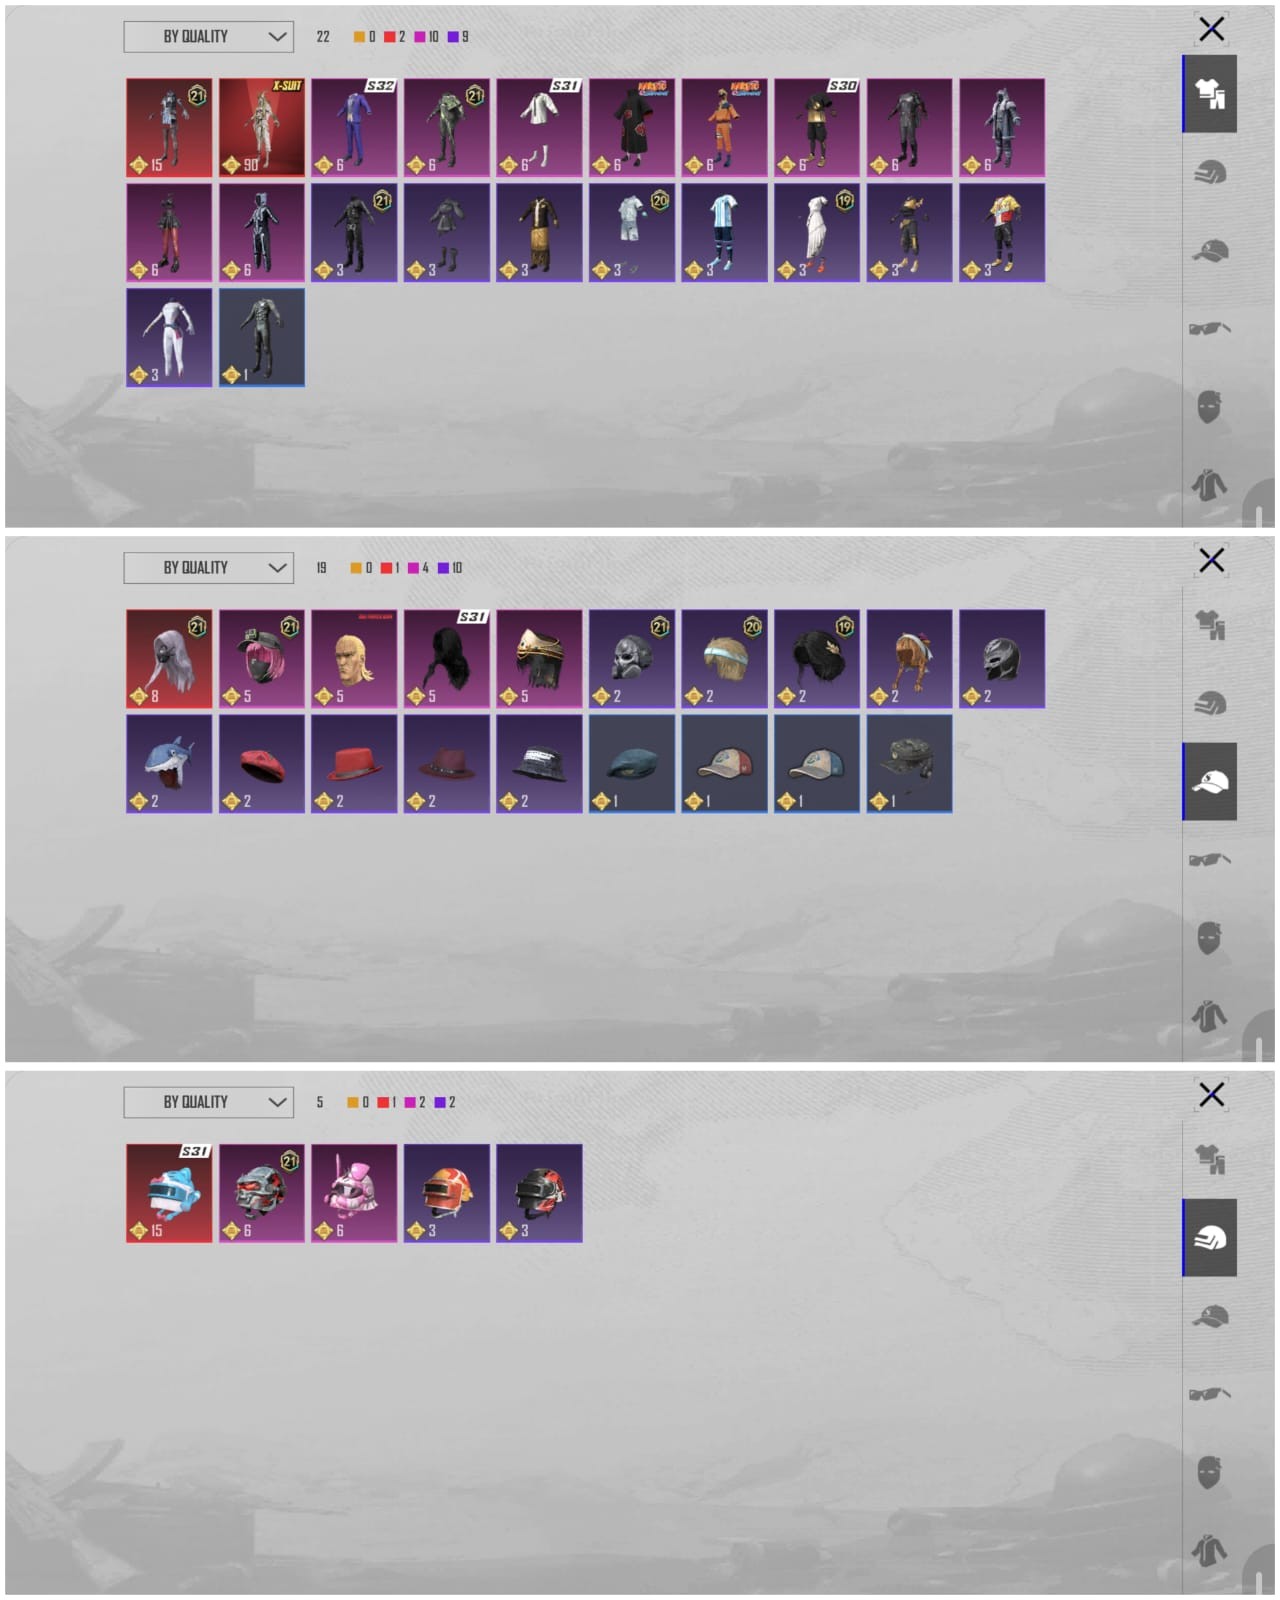 BY QUALITY 22 0 2 10 9
21 X-SUIT S32 21 S31 NARUTO NARUTO S30
15 90 6 6 6 6 6 6 6 6
21 20 19
6 6 3 3 3 3 3 3 3 3
3 1
BY QUALITY 19 0 1 4 10
21 21 S31 21 20 19
8 5 5 5 5 2 2 2 2 2
2 2 2 2 2 1 1 1 1
BY QUALITY 5 0 1 2 2
S31 21
15 6 6 3 3